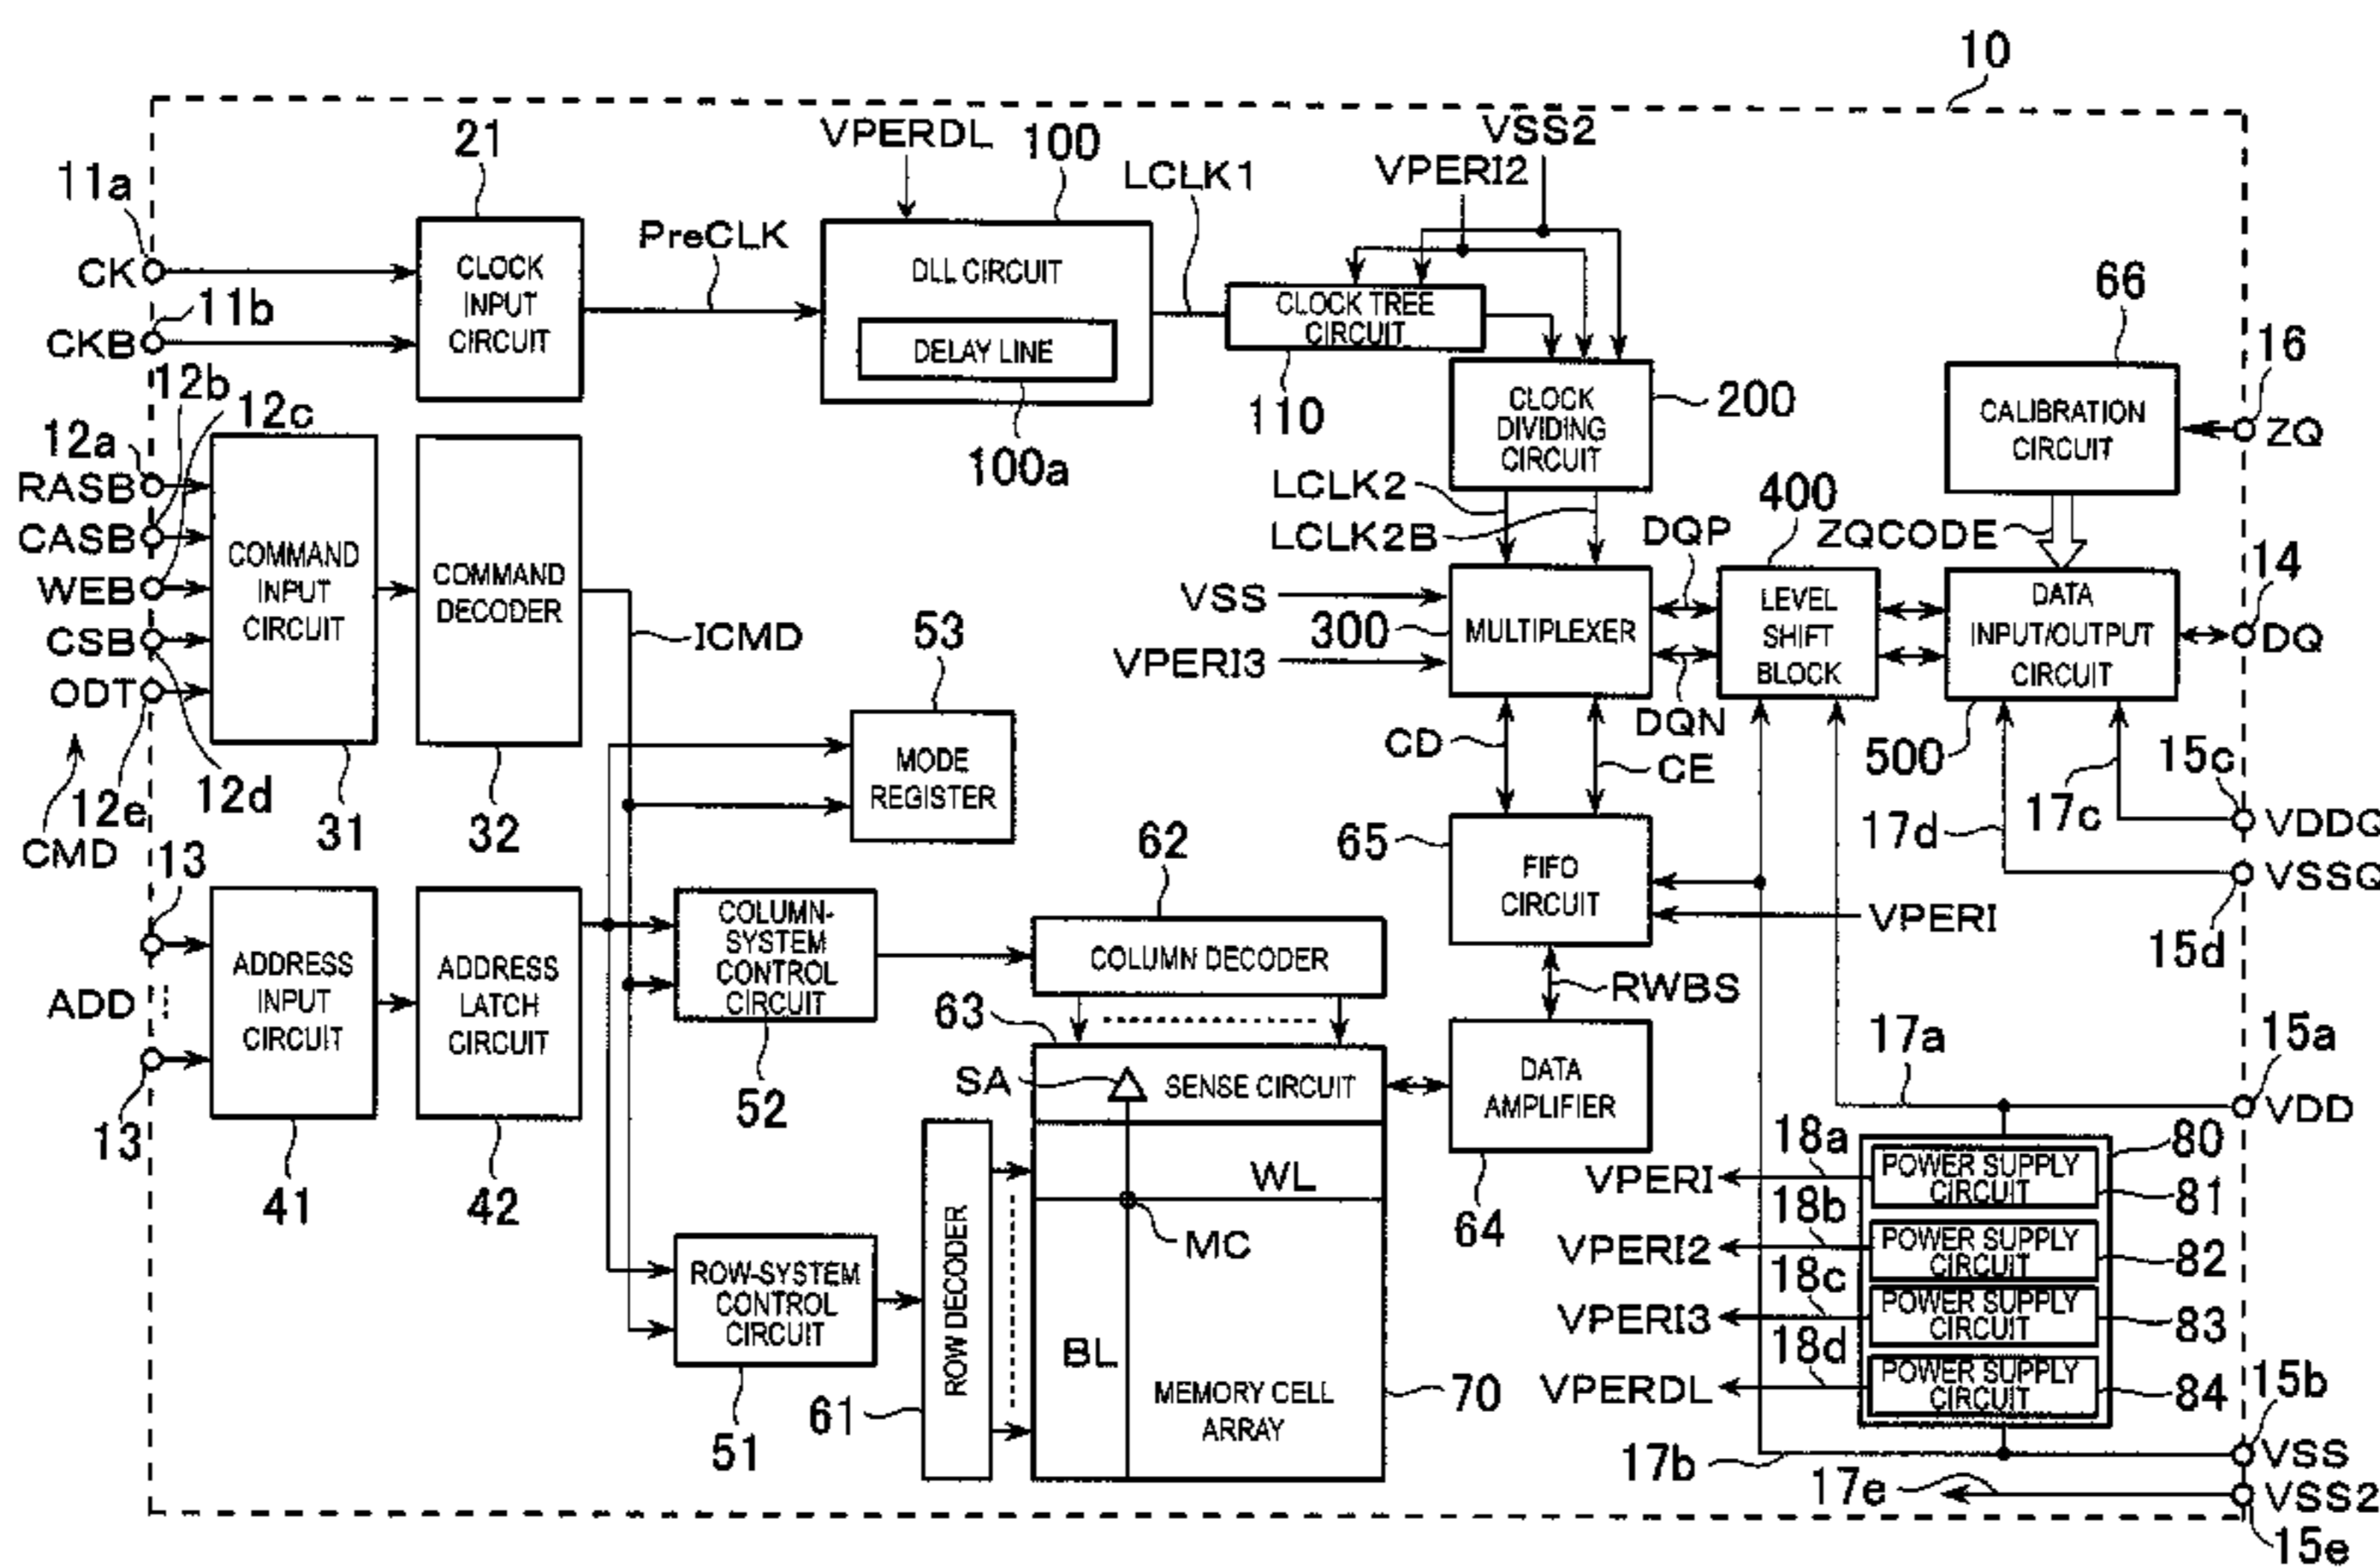 10
VSS2
VPERDL
100
21
VPERI2
LCLK1
11a
PreCLK
CK
CLOCK
INPUT
CIRCUIT
DLL CIRCUIT
66
11b
CLOCK TREE
CIRCUIT
CKB
DELAY LINE
16
12b
12c
110
CLOCK
DIVIDING
CIRCUIT
200
CALIBRATION
CIRCUIT
ZQ
12a
100a
RASB
LCLK2
400
CASB
LCLK2B
DQP
ZQCODE
COMMAND
INPUT
CIRCUIT
COMMAND
DECODER
14
WEB
VSS
LEVEL
SHIFT
BLOCK
DATA
INPUT/OUTPUT
CIRCUIT
CSB
ICMD
53
300
MULTIPLEXER
DQ
VPERI3
ODT
DQN
CD
500
15c
MODE
REGISTER
CE
12e
12d
17c
CMD
31
32
62
65
17d
VDDQ
13
FIFO
CIRCUIT
VSSQ
COLUMN-
SYSTEM
CONTROL
CIRCUIT
VPERI
15d
ADDRESS
INPUT
CIRCUIT
ADDRESS
LATCH
CIRCUIT
COLUMN DECODER
RWBS
ADD
63
17a
15a
SA
SENSE CIRCUIT
DATA
AMPLIFIER
52
VDD
13
18a
80
41
42
WL
VPERI
POWER SUPPLY
CIRCUIT
81
64
18b
MC
VPERI2
POWER SUPPLY
CIRCUIT
82
ROW-SYSTEM
CONTROL
CIRCUIT
ROW DECODER
18c
VPERI3
POWER SUPPLY
CIRCUIT
83
BL
18d
VPERDL
POWER SUPPLY
CIRCUIT
84
15b
61
MEMORY CELL
ARRAY
70
51
17b
VSS
17e
VSS2
15e